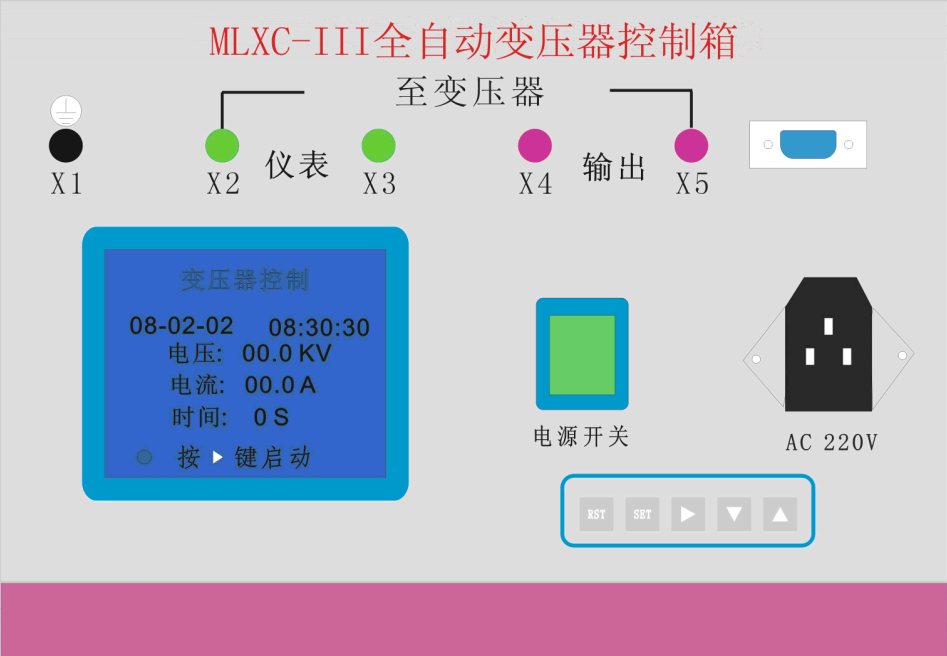 MLXC-III全自动变压器控制箱
至变压器
X1
X2
仪表
X3
X4
输出
X5
变压器控制
08-02-02 08:30:30
电压: 00.0 KV
电流: 00.0 A
时间: 0 S
按 ▶ 键启动
电源开关
AC 220V
RST SET